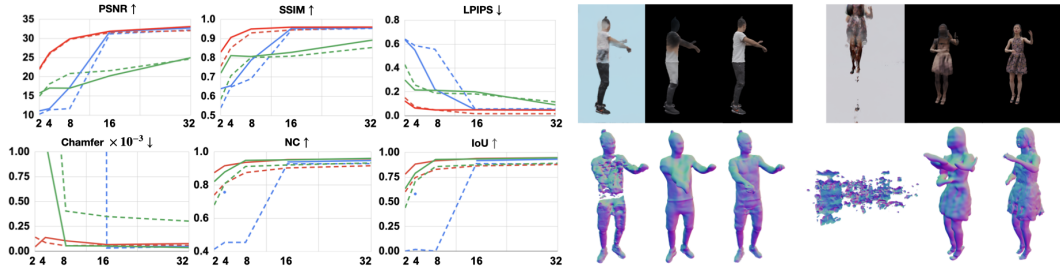 PSNR ↑ SSIM ↑ LPIPS ↓
35 1.0 0.8
30 0.9 0.6
25 0.8 0.4
20 0.7
15 0.6 0.2
10 0.5 0.0
2 4 8 16 32 2 4 8 16 32 2 4 8 16 32
Chamfer × 10⁻³ ↓ NC ↑ IoU ↑
1.00 1.0 1.00
0.75 0.8 0.75
0.50 0.50
0.25 0.6 0.25
0.00 0.4 0.00
2 4 8 16 32 2 4 8 16 32 2 4 8 16 32